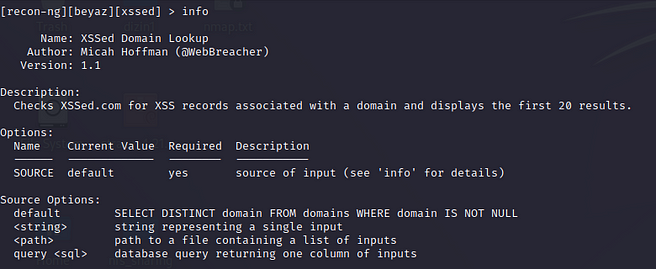 [recon-ng][beyaz][xssed] > info
Name: XSSed Domain Lookup
Author: Micah Hoffman (@WebBreacher)
Version: 1.1
Description:
Checks XSSed.com for XSS records associated with a domain and displays the first 20 results.
Options:
Name Current Value Required Description
SOURCE default yes source of input (see 'info' for details)
Source Options:
default SELECT DISTINCT domain FROM domains WHERE domain IS NOT NULL
<string> string representing a single input
<path> path to a file containing a list of inputs
query <sql> database query returning one column of inputs